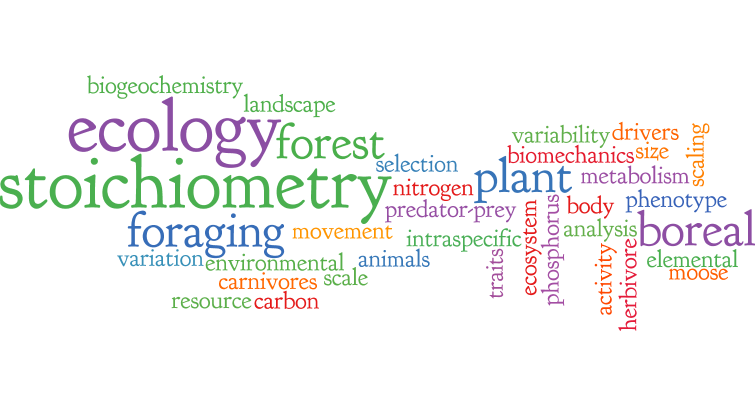 biogeochemistry
landscape
ecology
forest
stoichiometry
selection
foraging
movement
variation
environmental
animals
carnivores
scale
resource
carbon
nitrogen
predator-prey
intraspecific
plant
variability
drivers
biomechanics
size
scaling
metabolism
body
phenotype
analysis
boreal
elemental
moose
traits
ecosystem
phosphorus
activity
herbivore